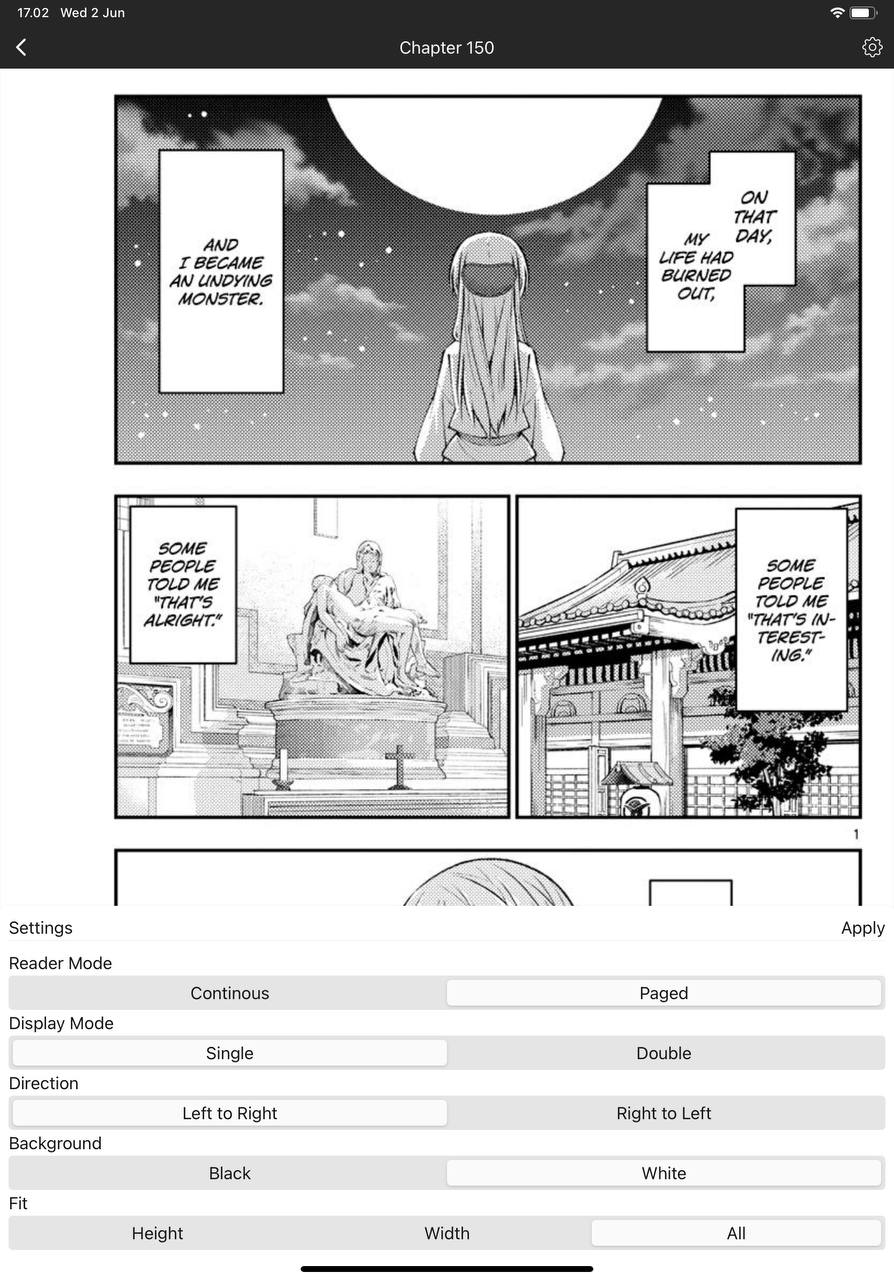 17.02 Wed 2 Jun
Chapter 150
ON
THAT
DAY,
MY
LIFE HAD
BURNED
OUT,
AND
I BECAME
AN UNDYING
MONSTER.
SOME
PEOPLE
TOLD ME
"THAT'S IN-
TEREST-
ING."
SOME
PEOPLE
TOLD ME
"THAT'S
ALRIGHT."
1
Settings
Apply
Reader Mode
Continous
Paged
Display Mode
Single
Double
Direction
Left to Right
Right to Left
Background
Black
White
Fit
Height
Width
All